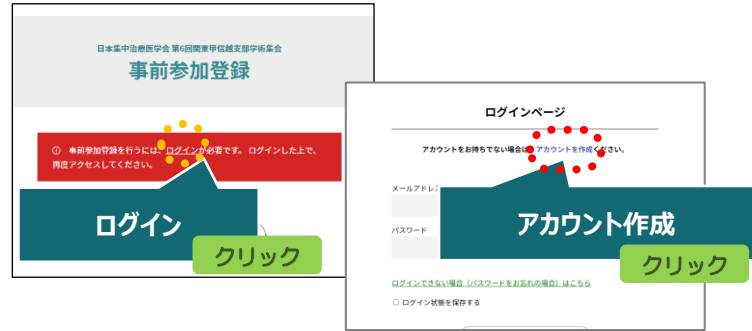 日本集中治療医学会 第6回関東甲信越支部学術集会
事前参加登録
① 事前参加登録を行うには、ログインが必要です。ログインした上で、
再度アクセスしてください。
ログイン
クリック
ログインページ
アカウントをお持ちでない場合は、アカウントを作成ください。
メールアドレス
パスワード
アカウント作成
クリック
ログインできない場合（パスワードをお忘れの場合）はこちら
ログイン状態を保存する